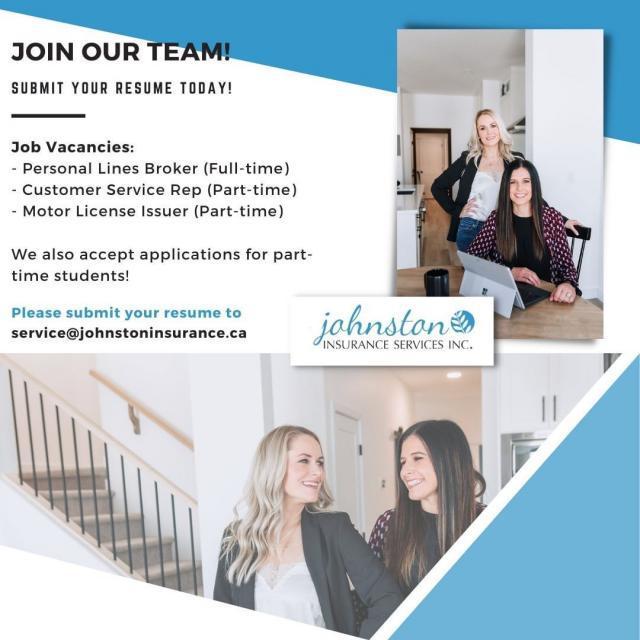 JOIN OUR TEAM!
SUBMIT YOUR RESUME TODAY!
Job Vacancies:
- Personal Lines Broker (Full-time)
- Customer Service Rep (Part-time)
- Motor License Issuer (Part-time)
We also accept applications for part-
time students!
Please submit your resume to
service@johnstoninsurance.ca
johnston
INSURANCE SERVICES INC.